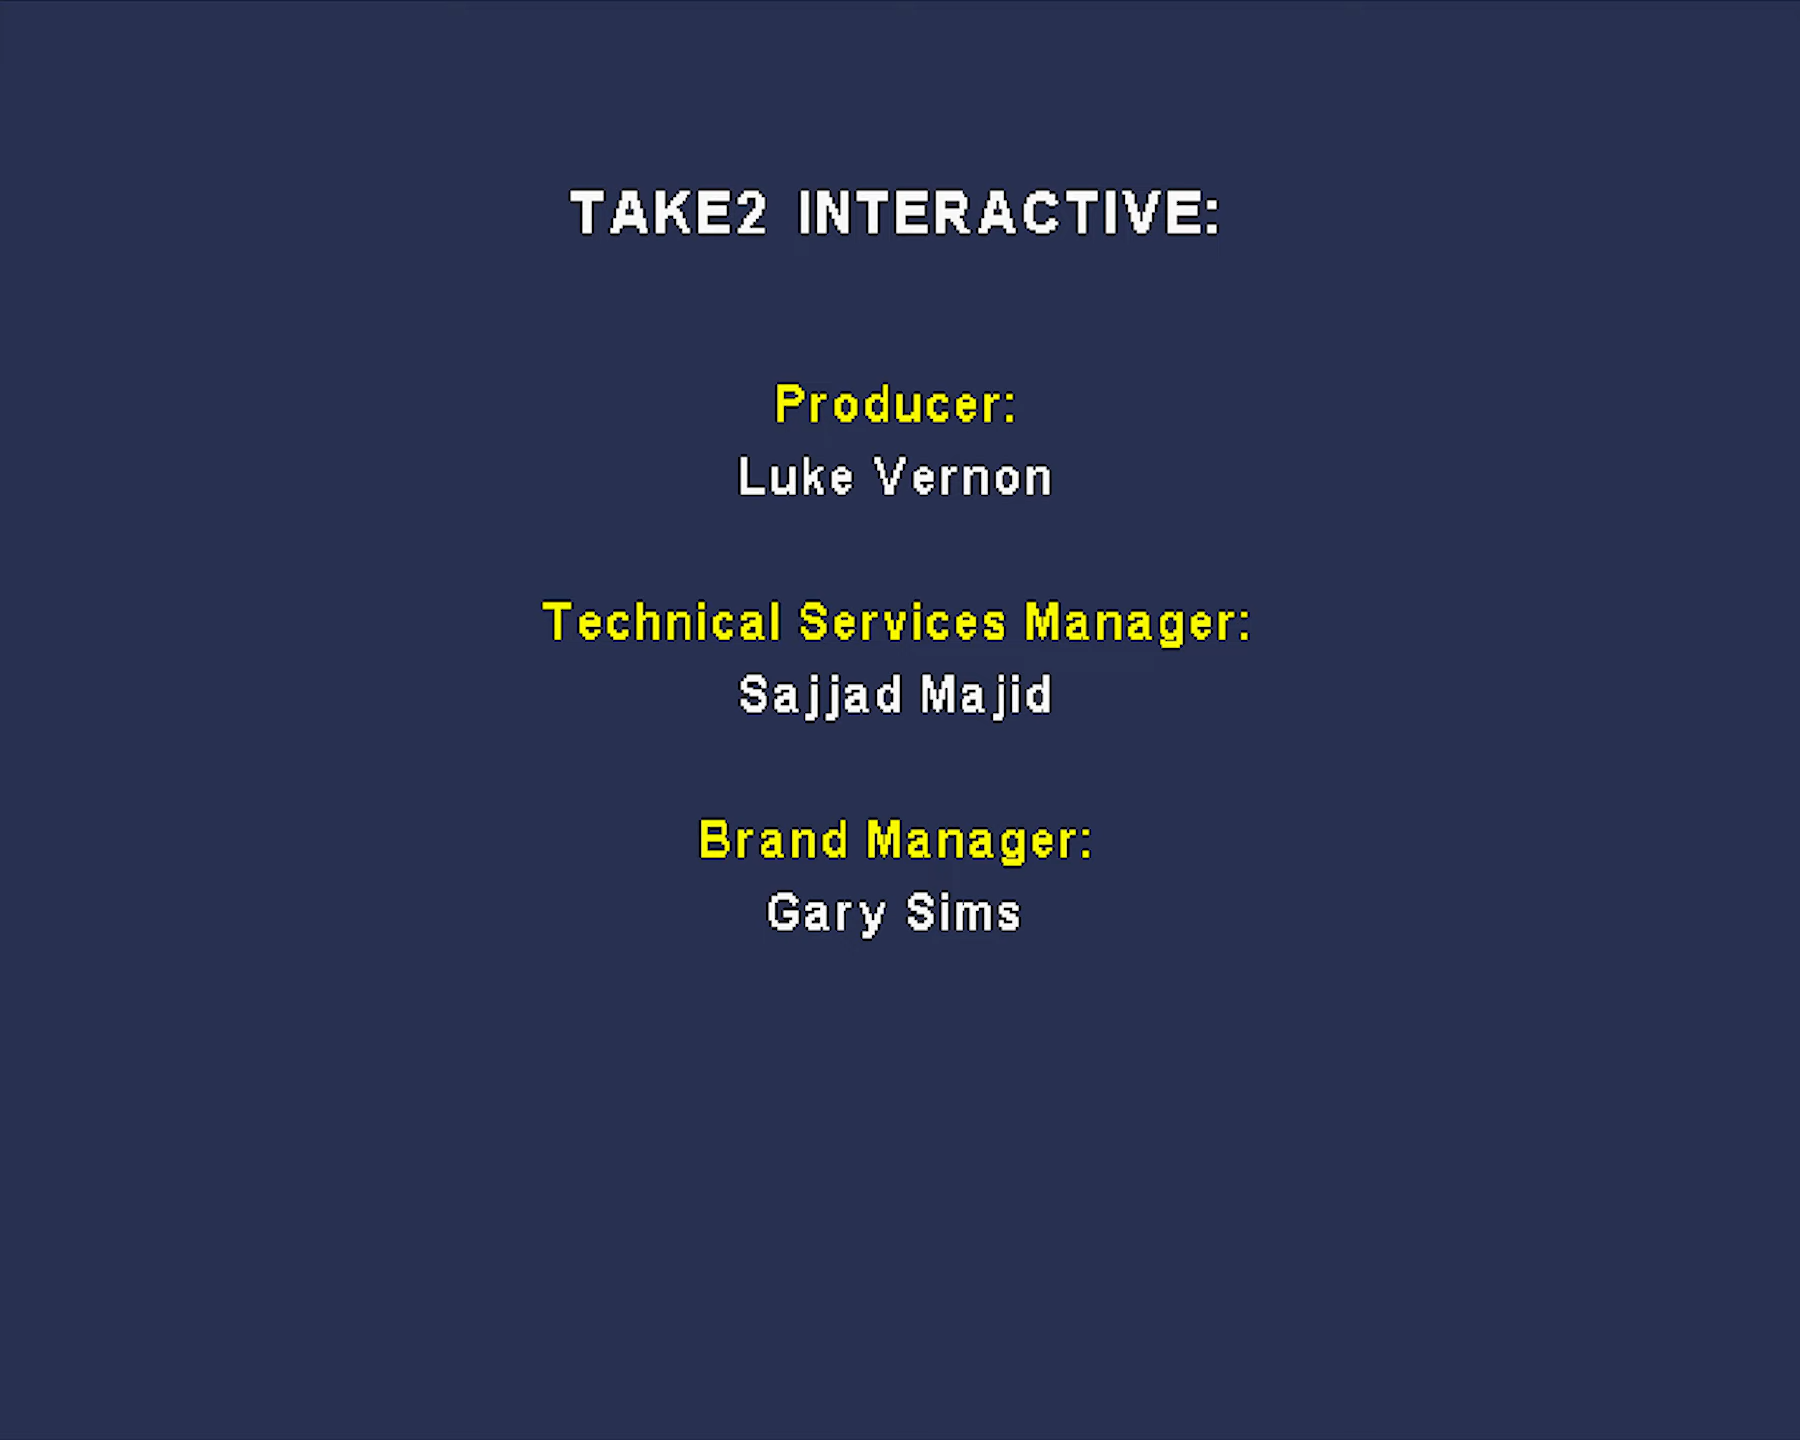 TAKE2 INTERACTIVE:
Producer:
Luke Vernon
Technical Services Manager:
Sajjad Majid
Brand Manager:
Gary Sims